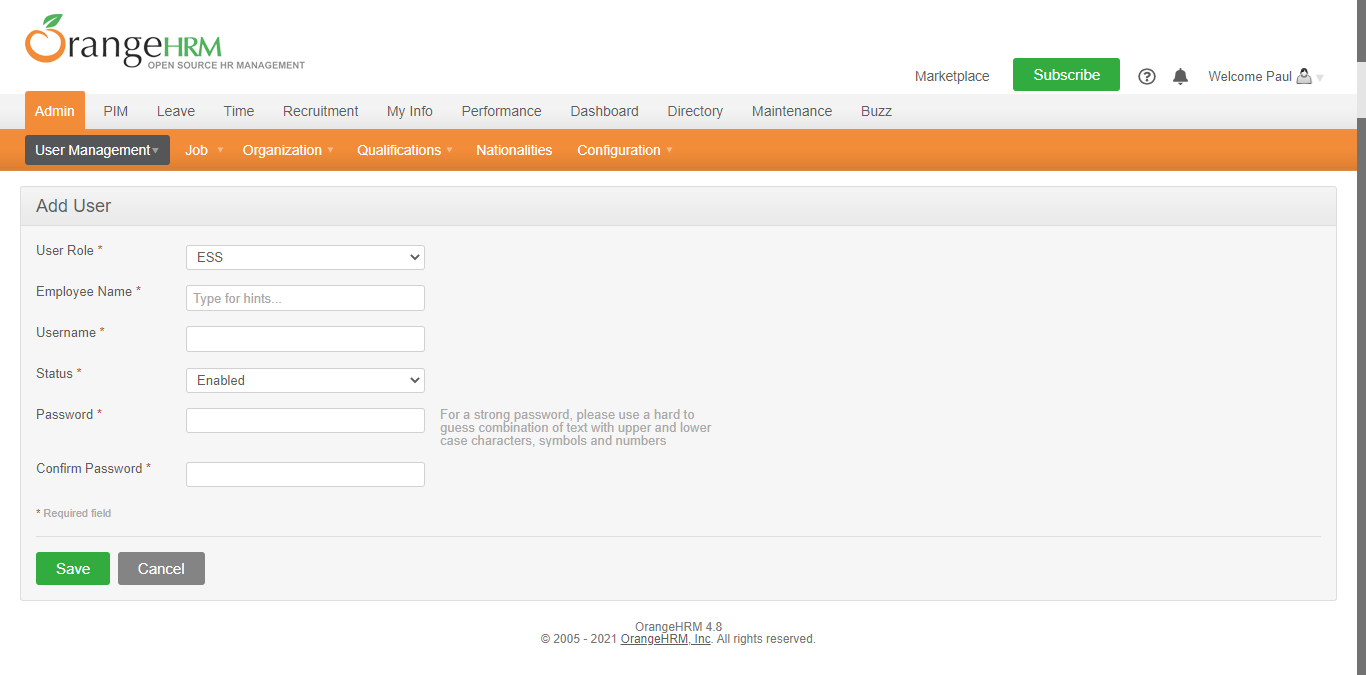 OrangeHRM
OPEN SOURCE HR MANAGEMENT
Marketplace Subscribe ? Welcome Paul
Admin PIM Leave Time Recruitment My Info Performance Dashboard Directory Maintenance Buzz
User Management Job Organization Qualifications Nationalities Configuration
Add User
User Role * ESS
Employee Name * Type for hints...
Username *
Status * Enabled
Password * For a strong password, please use a hard to
guess combination of text with upper and lower
case characters, symbols and numbers
Confirm Password *
* Required field
Save Cancel
OrangeHRM 4.8
© 2005 - 2021 OrangeHRM, Inc. All rights reserved.